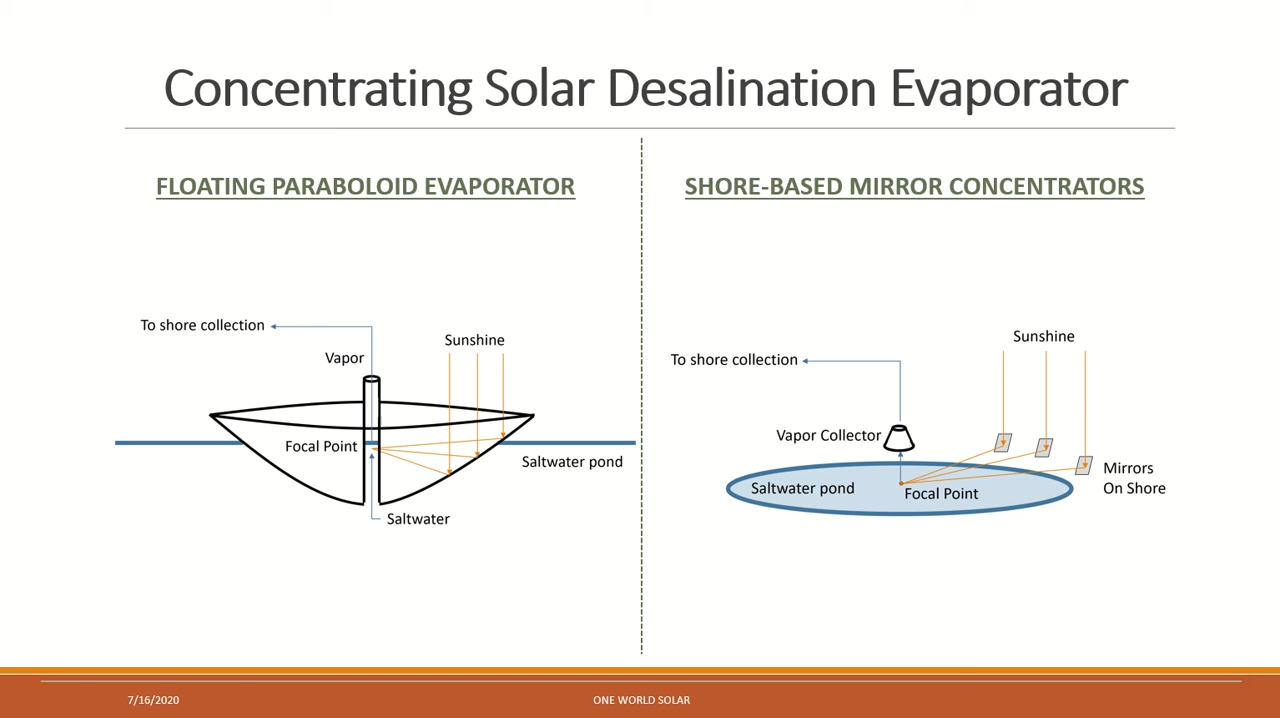 Concentrating Solar Desalination Evaporator
FLOATING PARABOLOID EVAPORATOR
To shore collection
Sunshine
Vapor
Focal Point
Saltwater pond
Saltwater
SHORE-BASED MIRROR CONCENTRATORS
Sunshine
To shore collection
Vapor Collector
Mirrors
On Shore
Saltwater pond
Focal Point
7/16/2020
ONE WORLD SOLAR